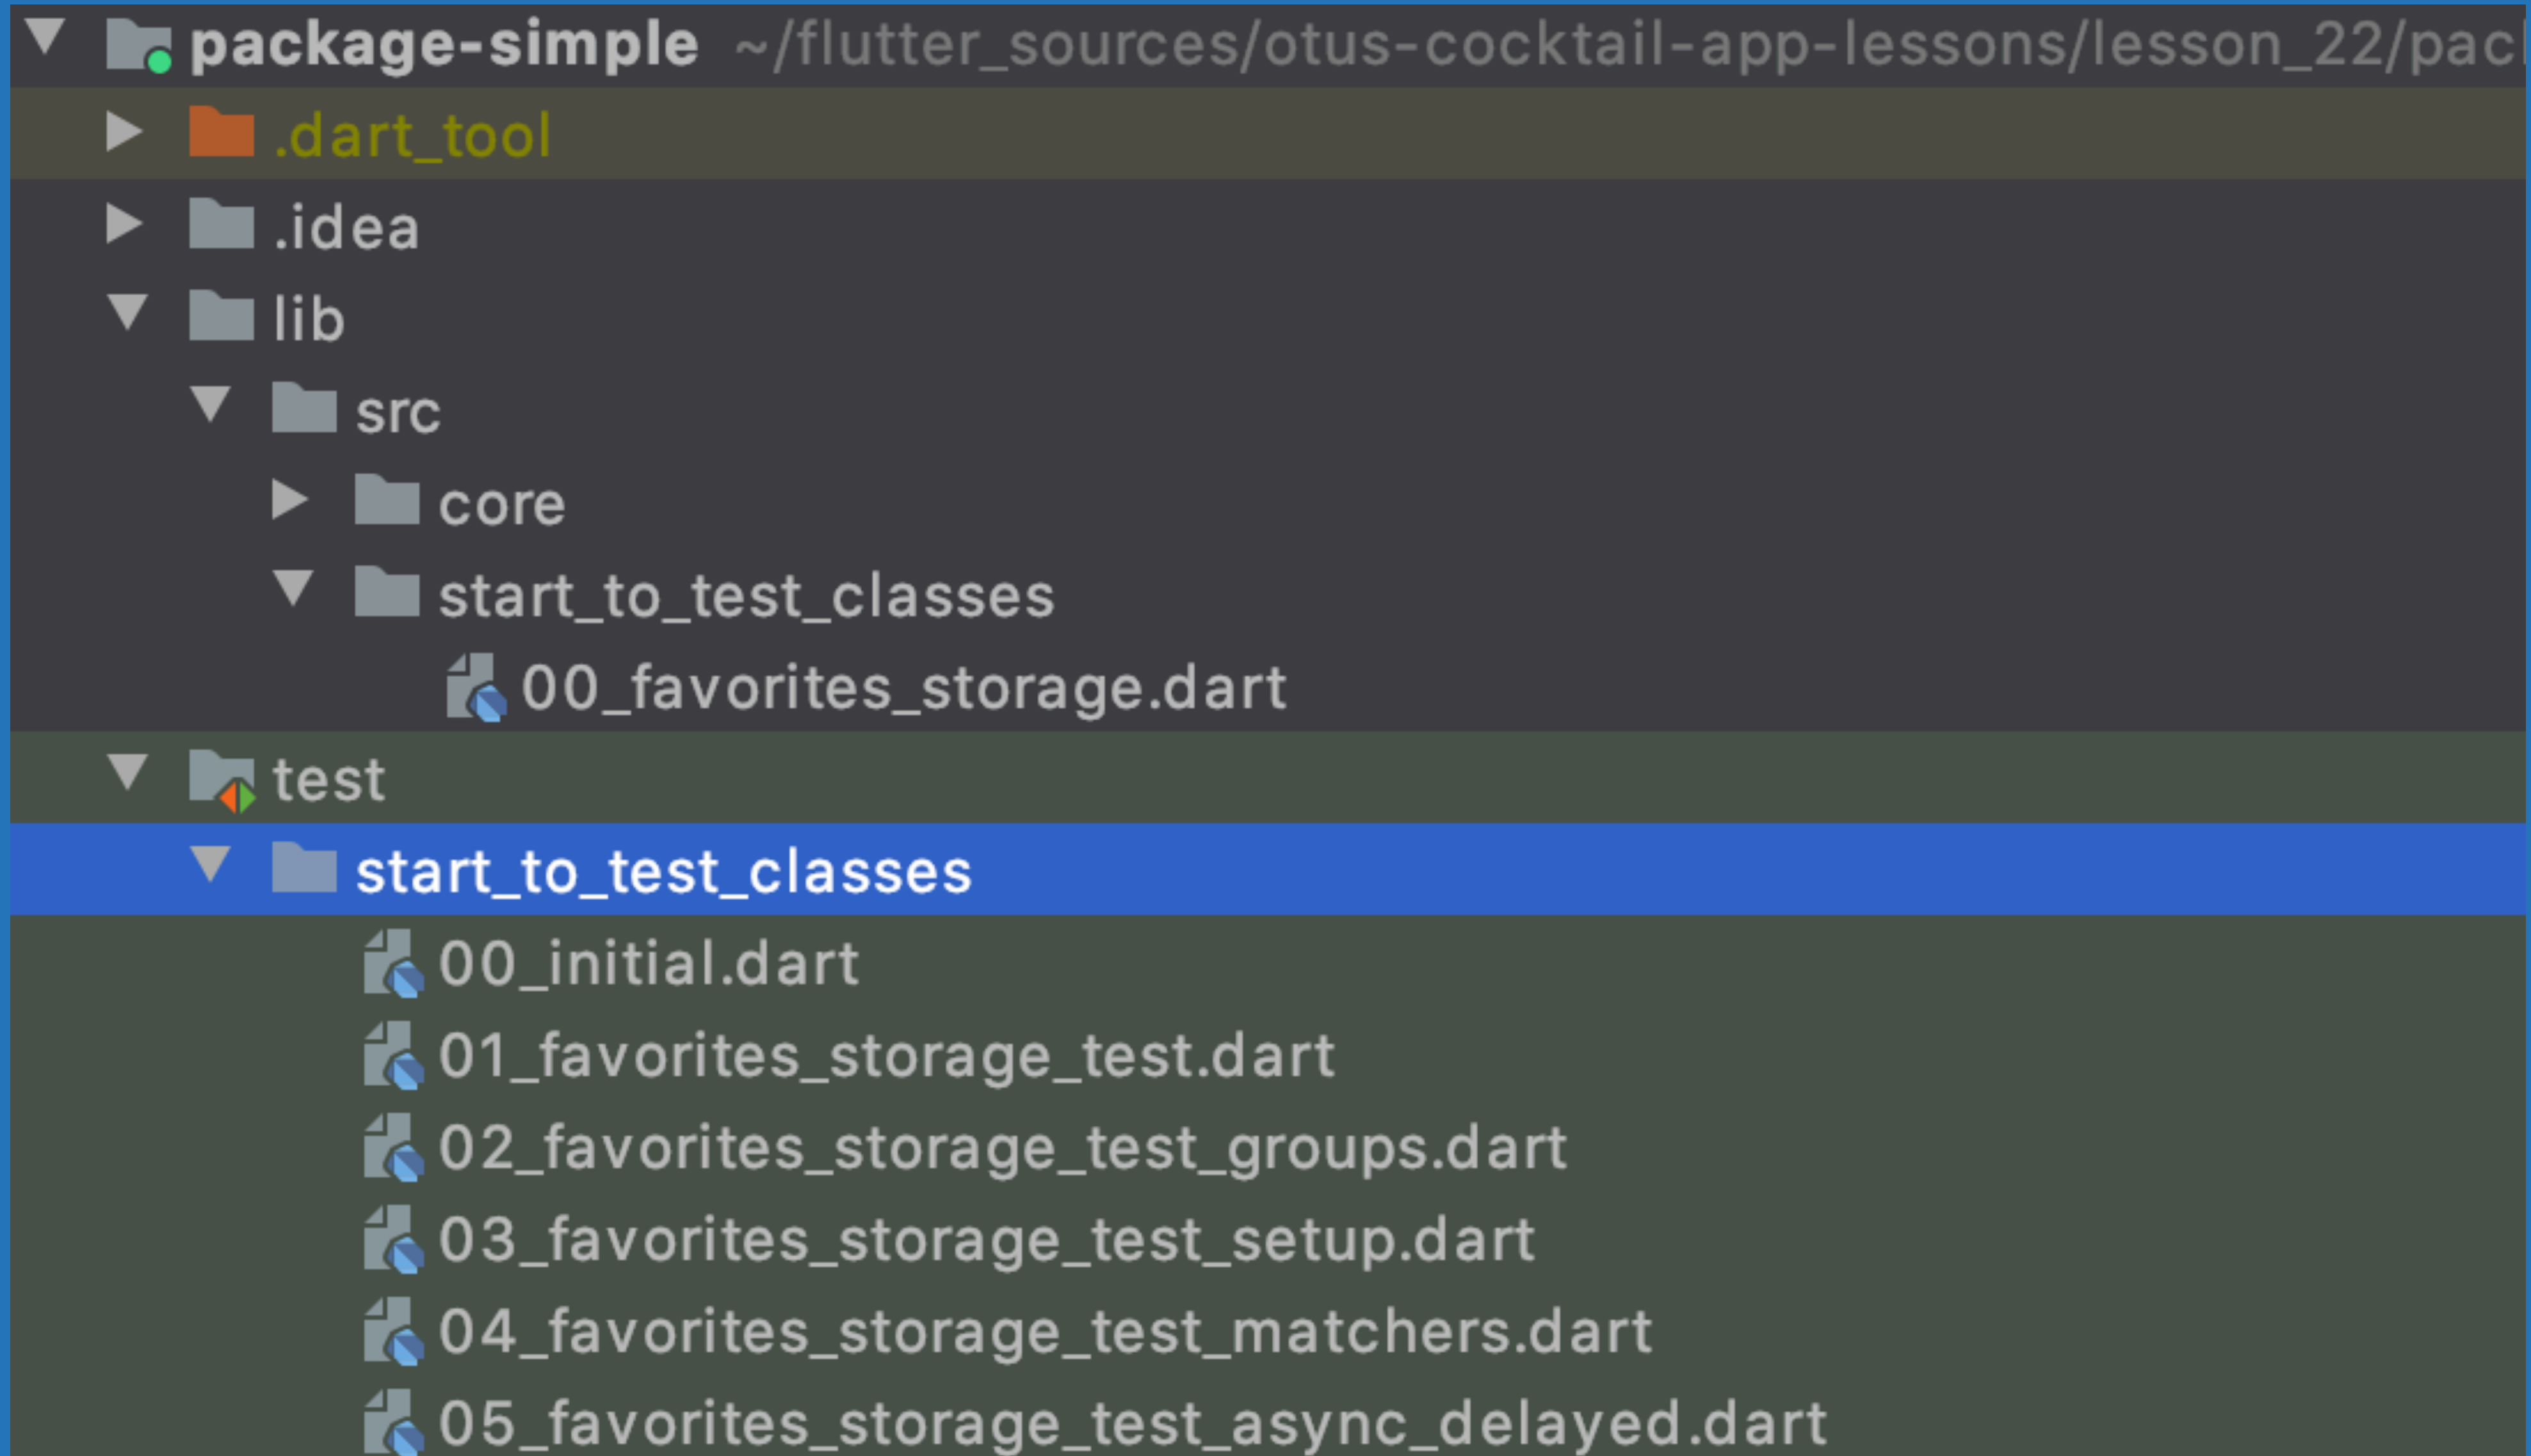 package-simple ~/flutter_sources/otus-cocktail-app-lessons/lesson_22/pac
.dart_tool
.idea
lib
src
core
start_to_test_classes
00_favorites_storage.dart
test
start_to_test_classes
00_initial.dart
01_favorites_storage_test.dart
02_favorites_storage_test_groups.dart
03_favorites_storage_test_setup.dart
04_favorites_storage_test_matchers.dart
05_favorites_storage_test_async_delayed.dart